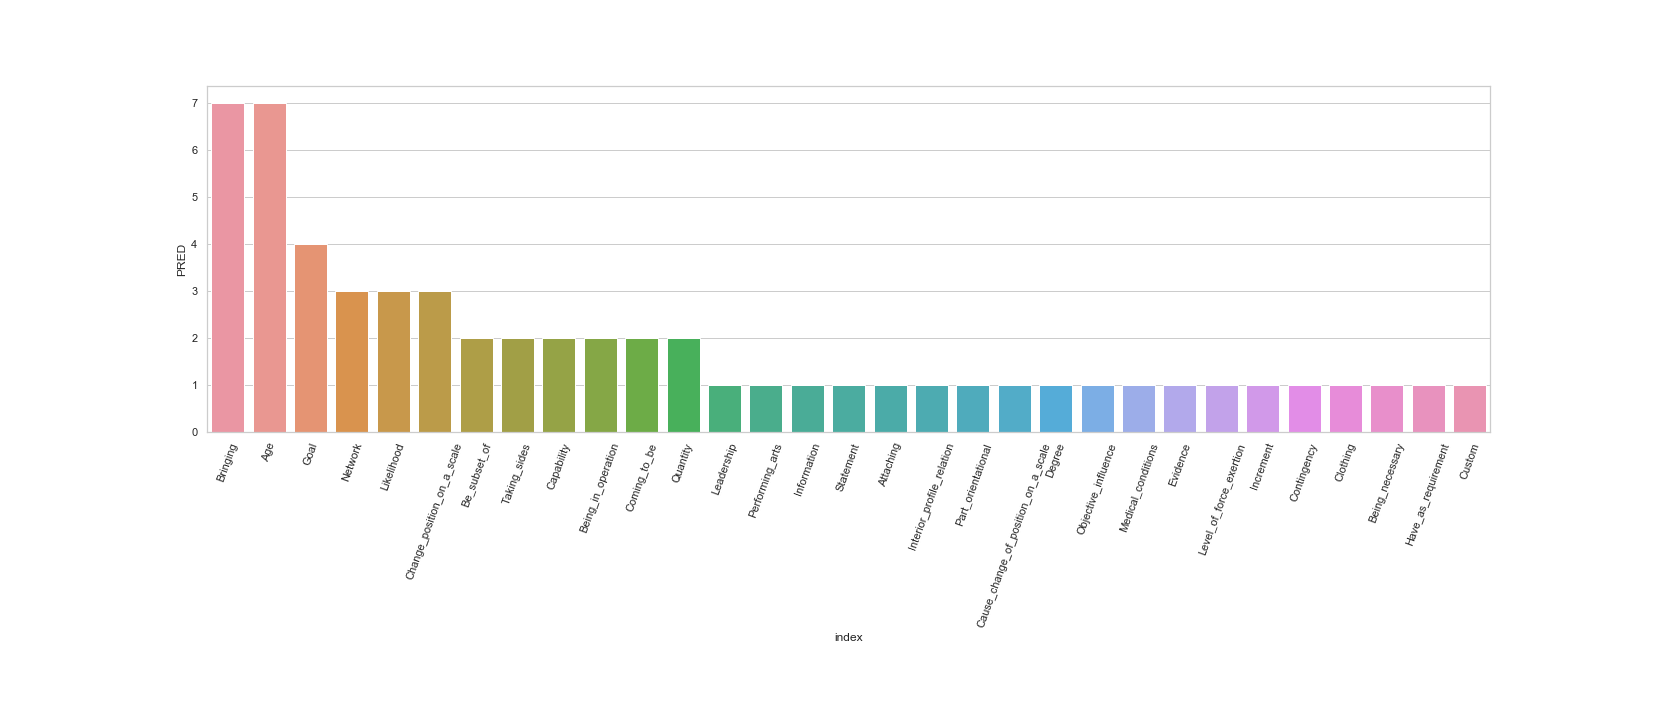 7
6
5
4
3
2
1
0
PRED
Bringing
Age
Goal
Network
Likelihood
Change_position_on_a_scale
Be_subset_of
Taking_sides
Capability
Being_in_operation
Coming_to_be
Quantity
Leadership
Performing_arts
Information
Statement
Attaching
Interior_profile_relation
Part_orientational
Cause_change_of_position_on_a_scale
Degree
Objective_influence
Medical_conditions
Evidence
Level_of_force_exertion
Increment
Contingency
Clothing
Being_necessary
Have_as_requirement
Custom
index